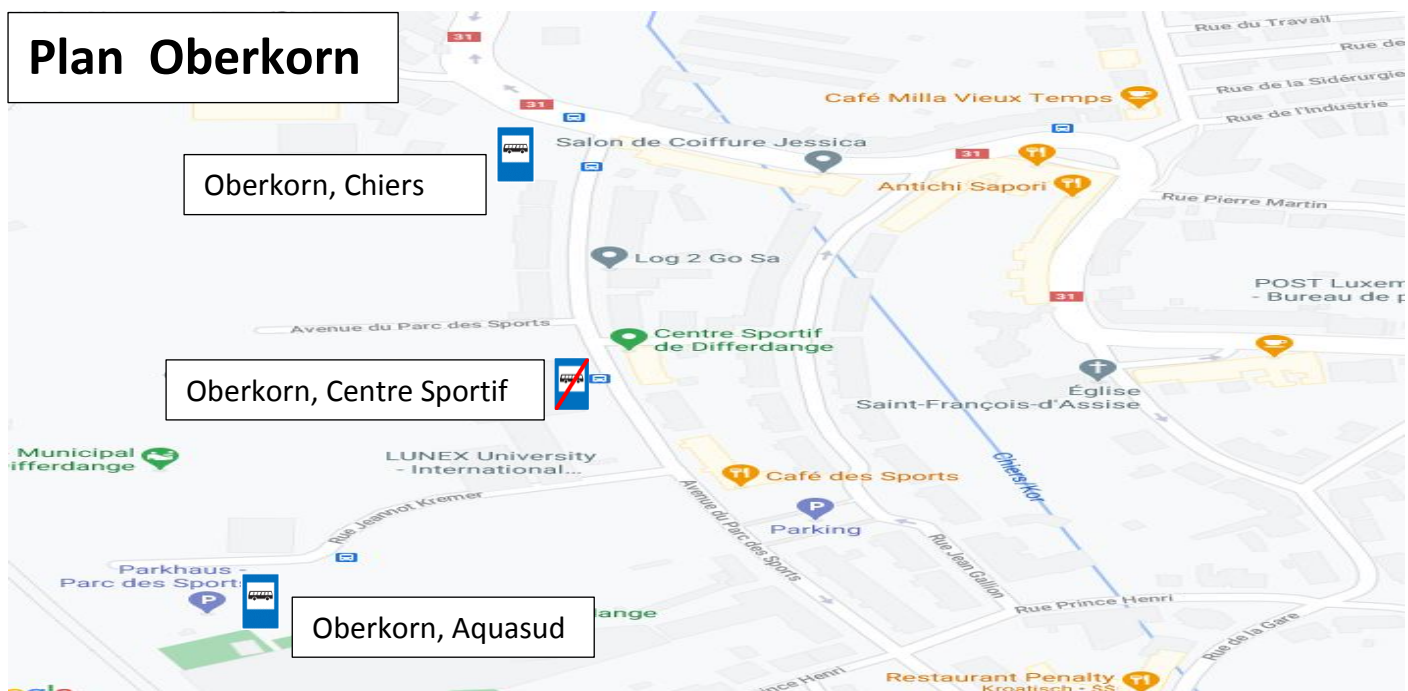 Plan Oberkorn
31
Rue du Travail
Rue de
Rue de la Sidérurgie
Rue de l'Industrie
Café Milla Vieux Temps
31
Salon de Coiffure Jessica
31
Oberkorn, Chiers
Antichi Sapori
Rue Pierre Martin
Log 2 Go Sa
POST Luxem
- Bureau de p
31
Avenue du Parc des Sports
Centre Sportif
de Differdange
Oberkorn, Centre Sportif
Église
Saint-François-d'Assise
Municipal
ifferdange
LUNEX University
- International...
Café des Sports
Chiers/Kor
Rue Jeannot Kremer
Avenue du Parc des Sports
Parking
Rue Jean Gallion
Parkhaus -
Parc des Sports
P
Rue Prince Henri
Oberkorn, Aquasud
lange
Rue de la Gare
nce Henri
Restaurant Penalty
Kroatisch - $$